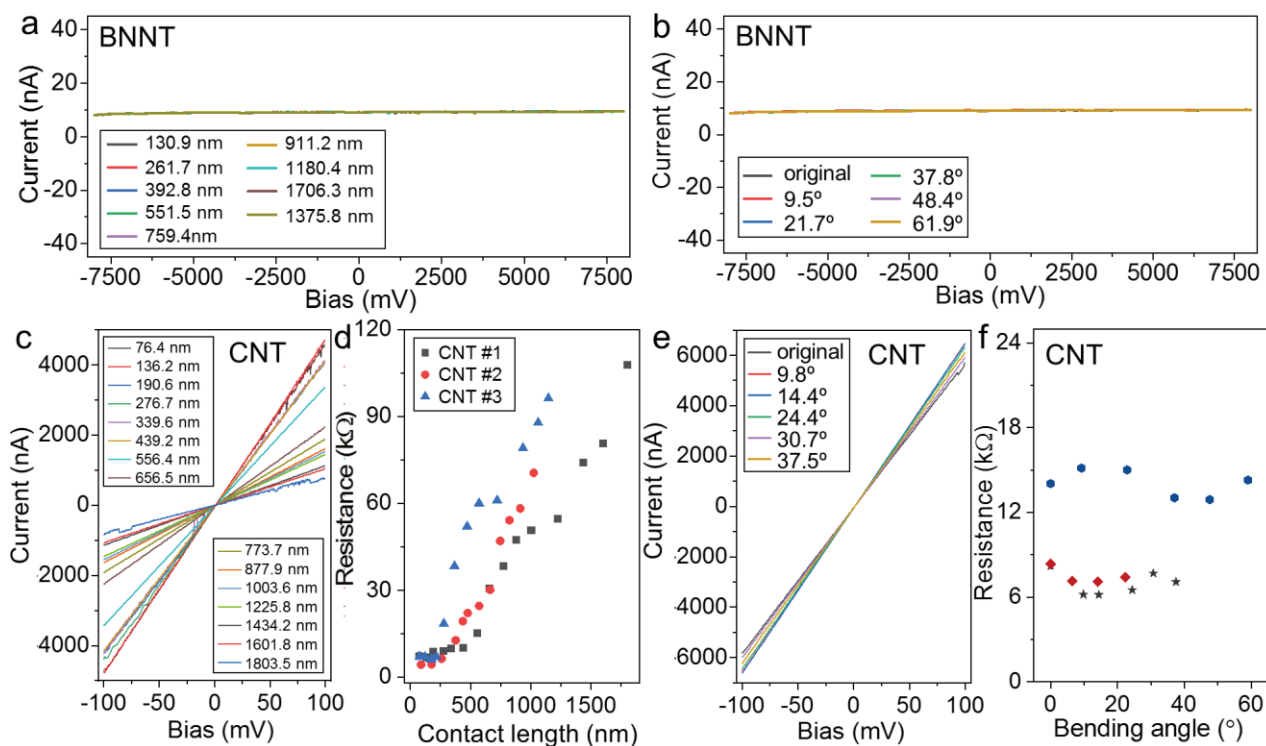 a
BNNT
Current (nA)
40
20
0
-20
-40
130.9 nm
261.7 nm
392.8 nm
551.5 nm
759.4nm
911.2 nm
1180.4 nm
1706.3 nm
1375.8 nm
-7500 -5000 -2500 0 2500 5000 7500
Bias (mV)
b
BNNT
Current (nA)
40
20
0
-20
-40
original
9.5º
21.7º
37.8º
48.4º
61.9º
-7500 -5000 -2500 0 2500 5000 7500
Bias (mV)
c
CNT
Current (nA)
4000
2000
0
-2000
-4000
76.4 nm
136.2 nm
190.6 nm
276.7 nm
339.6 nm
439.2 nm
556.4 nm
656.5 nm
773.7 nm
877.9 nm
1003.6 nm
1225.8 nm
1434.2 nm
1601.8 nm
1803.5 nm
-100 -50 0 50 100
Bias (mV)
d
Resistance (kΩ)
120
90
60
30
0
CNT #1
CNT #2
CNT #3
0 500 1000 1500
Contact length (nm)
e
CNT
Current (nA)
6000
4000
2000
0
-2000
-4000
-6000
original
9.8º
14.4º
24.4º
30.7º
37.5º
-100 -50 0 50 100
Bias (mV)
f
CNT
Resistance (kΩ)
24
18
12
6
0
0 20 40 60
Bending angle (°)